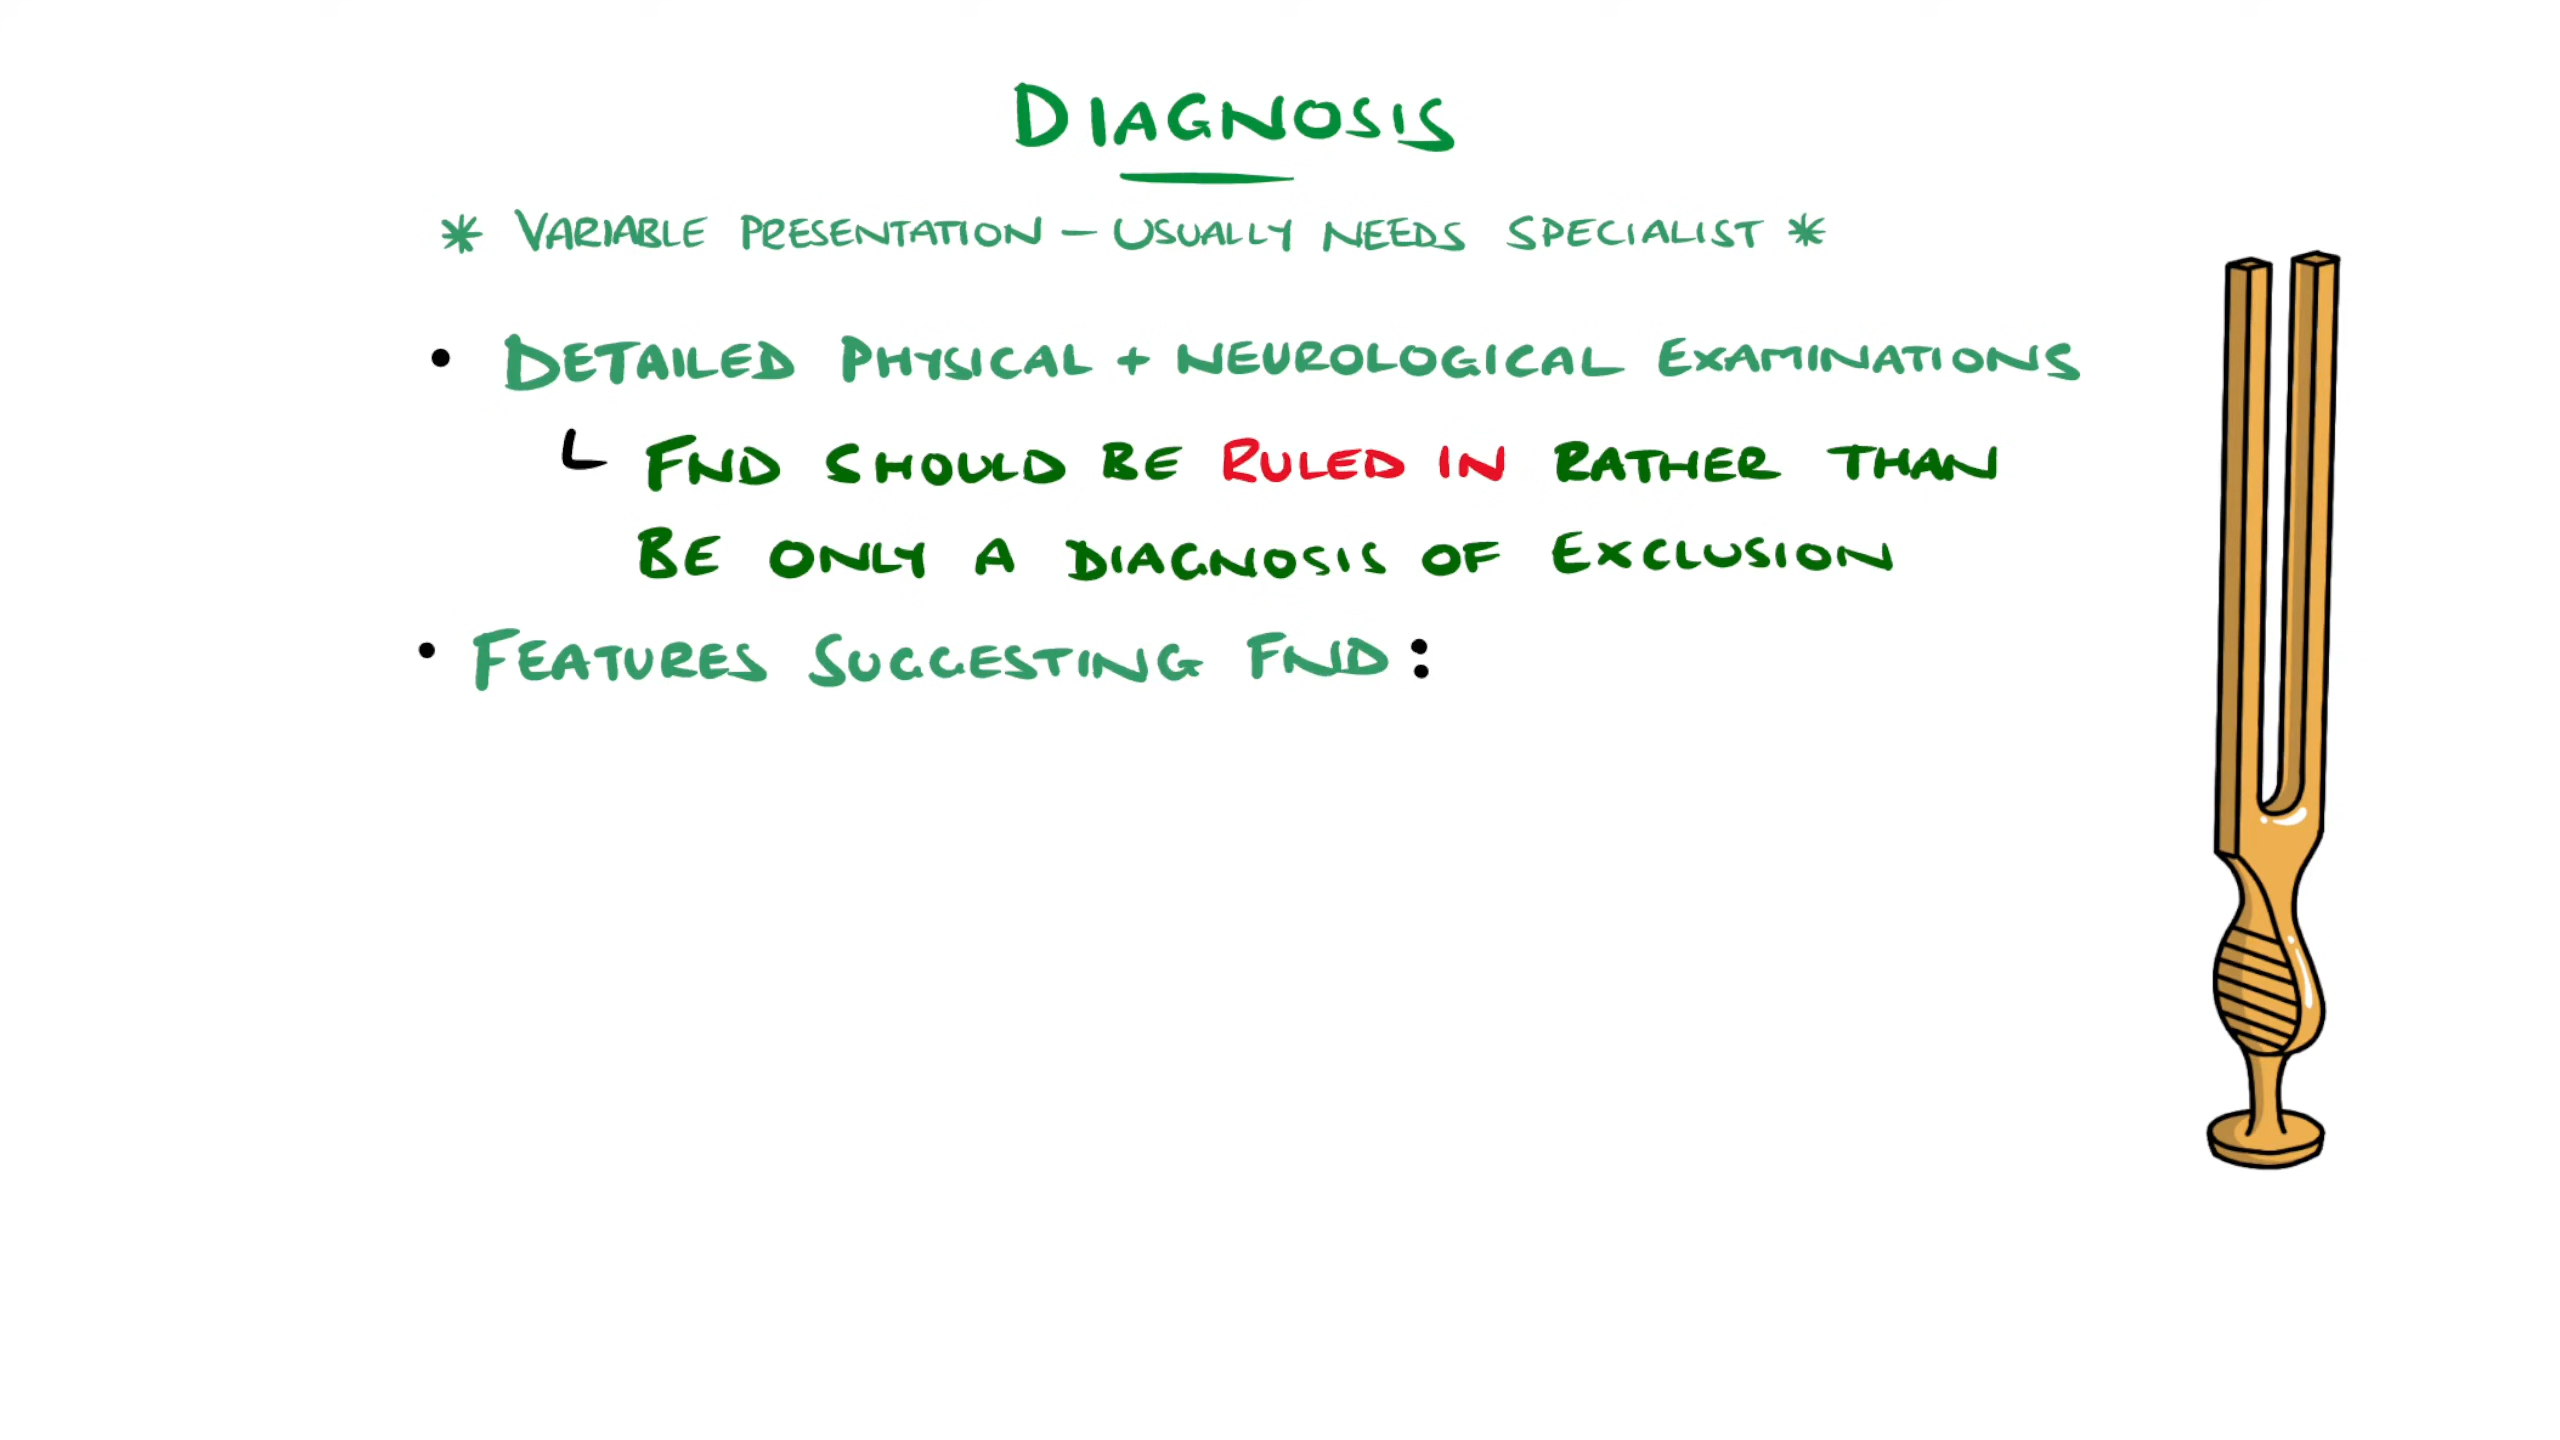 DIAGNOSIS
* VARIABLE PRESENTATION – USUALLY NEEDS SPECIALIST *
• DETAILED PHYSICAL + NEUROLOGICAL EXAMINATIONS
FND SHOULD BE RULED IN RATHER THAN
BE ONLY A DIAGNOSIS OF EXCLUSION
• FEATURES SUGGESTING FND: